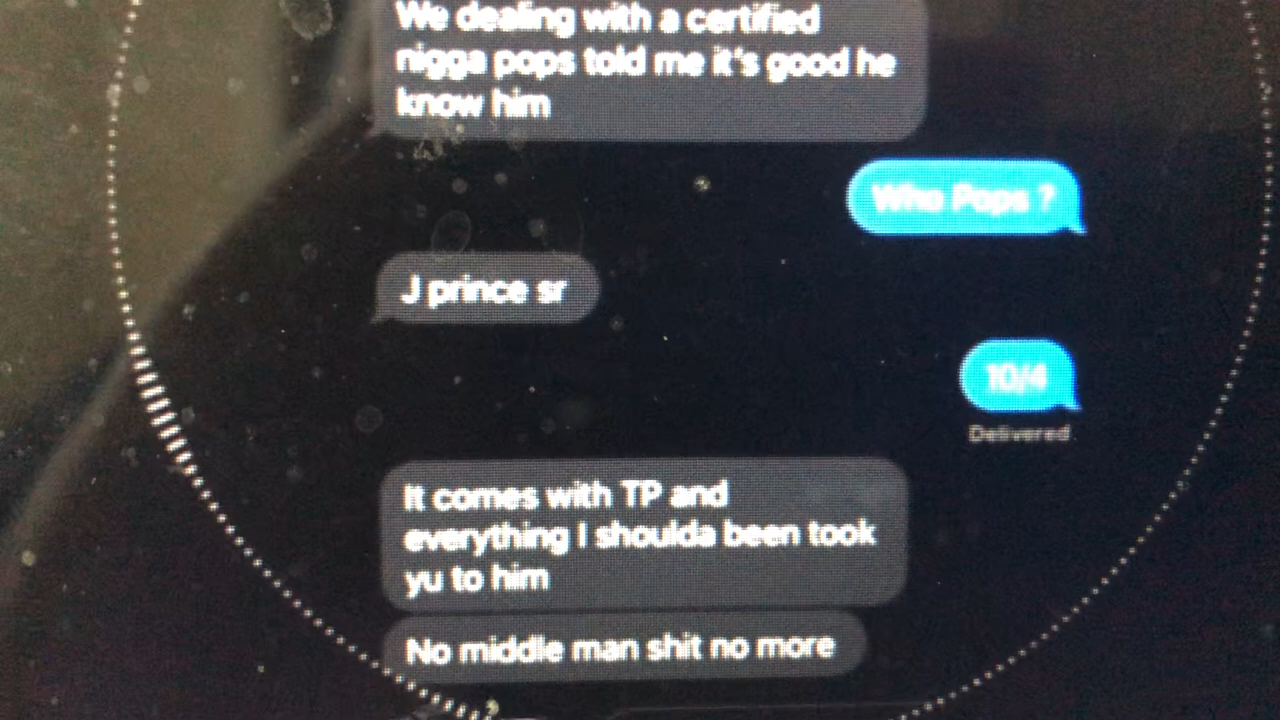 We dealing with a certified
nigga pops told me it's good he
know him
Who Pops ?
J prince sr
10/4
Delivered
It comes with TP and
everything I shoulda been took
yu to him
No middle man shit no more